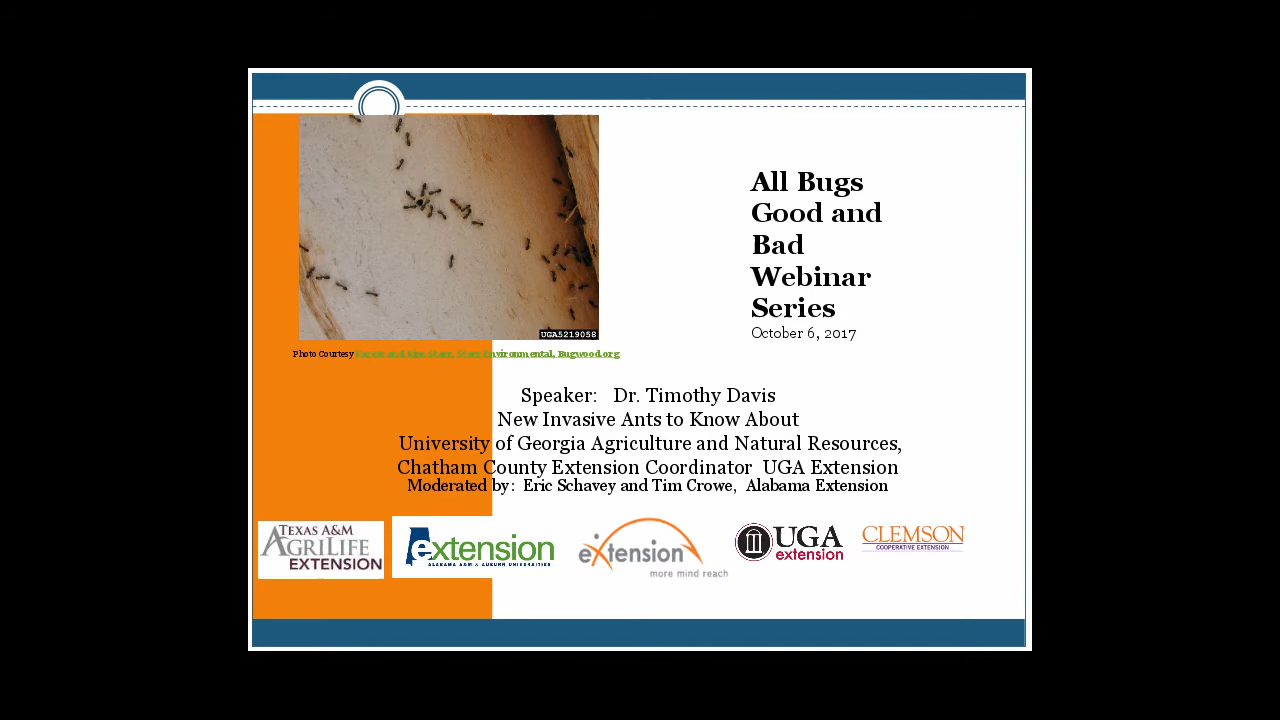 All Bugs
Good and
Bad
Webinar
Series
October 6, 2017
UGA5219058
Photo Courtesy Forest and Kim Starr, Starr Environmental, Bugwood.org
Speaker: Dr. Timothy Davis
New Invasive Ants to Know About
University of Georgia Agriculture and Natural Resources,
Chatham County Extension Coordinator UGA Extension
Moderated by: Eric Schavey and Tim Crowe, Alabama Extension
TEXAS A&M
AGRILIFE
EXTENSION
extension
ALABAMA A&M & AUBURN UNIVERSITIES
eXtension
more mind reach
UGA
extension
CLEMSON
COOPERATIVE EXTENSION